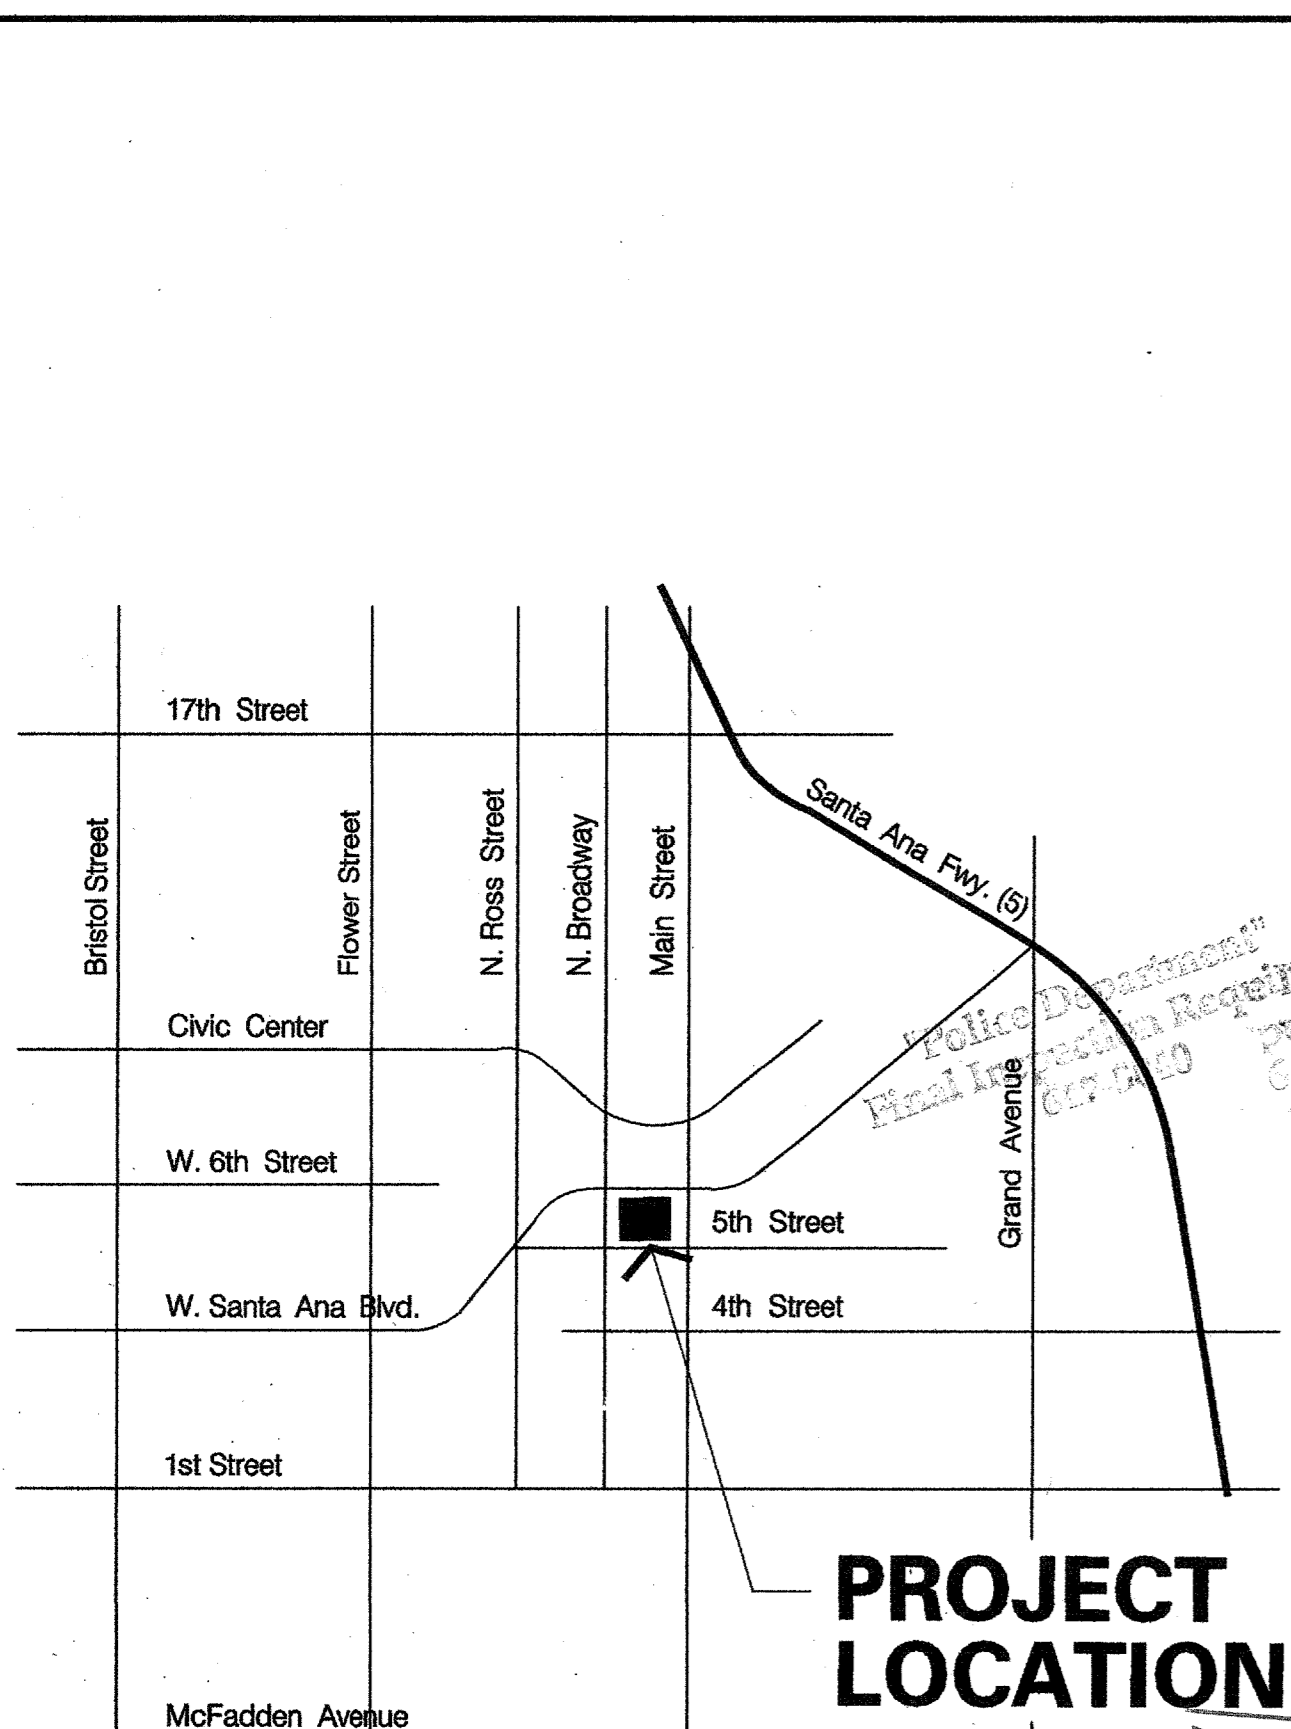 17th Street
Santa Ana Fwy. (5)
Bristol Street
Flower Street
N. Ross Street
N. Broadway
Main Street
"Police Department"
Final Inspection
Civic Center
Grand Avenue
W. 6th Street
5th Street
W. Santa Ana Blvd.
4th Street
1st Street
PROJECT
LOCATION
McFadden Avenue